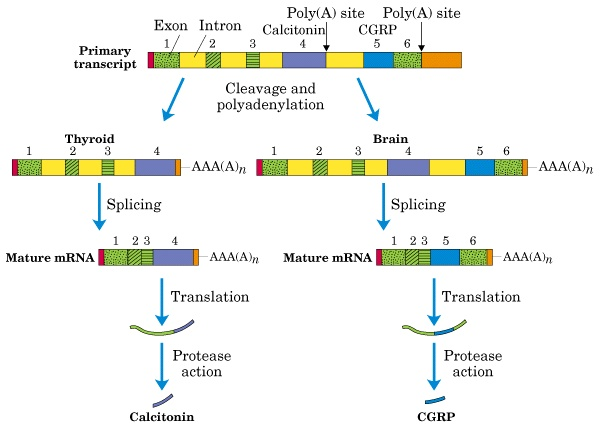 Poly(A) site
Poly(A) site
Exon
Intron
Calcitonin
CGRP
Primary
transcript
1 2 3 4 5 6
Cleavage and
polyadenylation
Thyroid
1 2 3 4
AAA(A)n
Brain
1 2 3 4 5 6
AAA(A)n
Splicing
Splicing
Mature mRNA
1 2 3 4
AAA(A)n
Mature mRNA
1 2 3 5 6
AAA(A)n
Translation
Translation
Protease
action
Protease
action
Calcitonin
CGRP